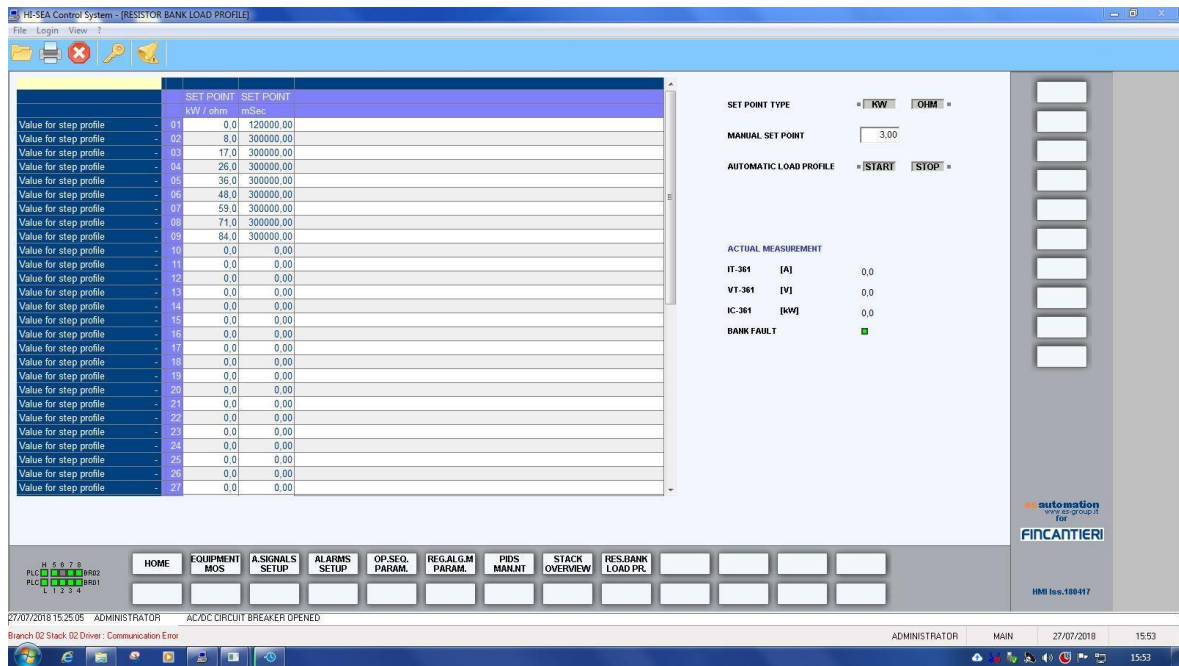 HI-SEA Control System - [RESISTOR BANK LOAD PROFILE]
File Login View ?
SET POINT SET POINT
kW / ohm mSec
Value for step profile - 01 0,0 120000,00
Value for step profile - 02 8,0 300000,00
Value for step profile - 03 17,0 300000,00
Value for step profile - 04 26,0 300000,00
Value for step profile - 05 36,0 300000,00
Value for step profile - 06 48,0 300000,00
Value for step profile - 07 59,0 300000,00
Value for step profile - 08 71,0 300000,00
Value for step profile - 09 84,0 300000,00
Value for step profile - 10 0,0 0,00
Value for step profile - 11 0,0 0,00
Value for step profile - 12 0,0 0,00
Value for step profile - 13 0,0 0,00
Value for step profile - 14 0,0 0,00
Value for step profile - 15 0,0 0,00
Value for step profile - 16 0,0 0,00
Value for step profile - 17 0,0 0,00
Value for step profile - 18 0,0 0,00
Value for step profile - 19 0,0 0,00
Value for step profile - 20 0,0 0,00
Value for step profile - 21 0,0 0,00
Value for step profile - 22 0,0 0,00
Value for step profile - 23 0,0 0,00
Value for step profile - 24 0,0 0,00
Value for step profile - 25 0,0 0,00
Value for step profile - 26 0,0 0,00
Value for step profile - 27 0,0 0,00
SET POINT TYPE KW OHM
MANUAL SET POINT 3,00
AUTOMATIC LOAD PROFILE START STOP
ACTUAL MEASUREMENT
IT-361 [A] 0,0
VT-361 [V] 0,0
IC-361 [kW] 0,0
BANK FAULT
es automation
www.es-group.it
for
FINCANTIERI
HMI Iss.180417
H 5 6 7 8
PLC BR02
PLC BR01
L 1 2 3 4
HOME
EQUIPMENT MOS
A.SIGNALS SETUP
ALARMS SETUP
OP.SEQ. PARAM.
REG.ALG.M PARAM.
PIDS MAN.NT
STACK OVERVIEW
RES.BANK LOAD PR.
27/07/2018 15:25:05 ADMINISTRATOR AC/DC CIRCUIT BREAKER OPENED
Branch 02 Stack 02 Driver : Communication Error
ADMINISTRATOR MAIN 27/07/2018 15:53
15:53